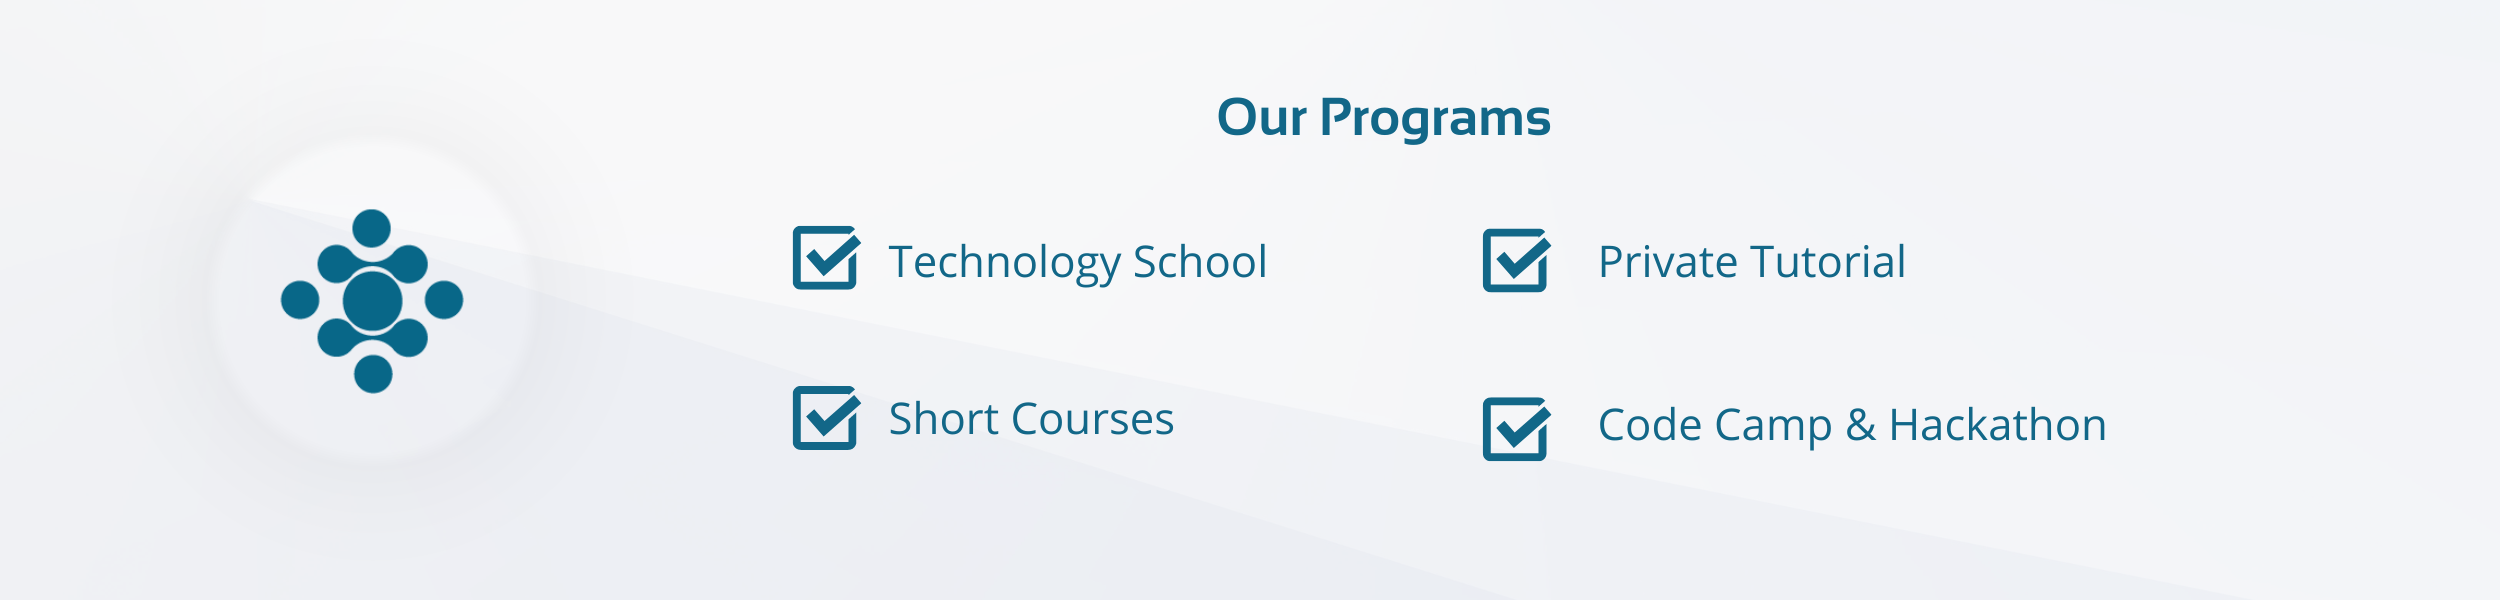 Our Programs
Technology School
Private Tutorial
Short Courses
Code Camp & Hackathon